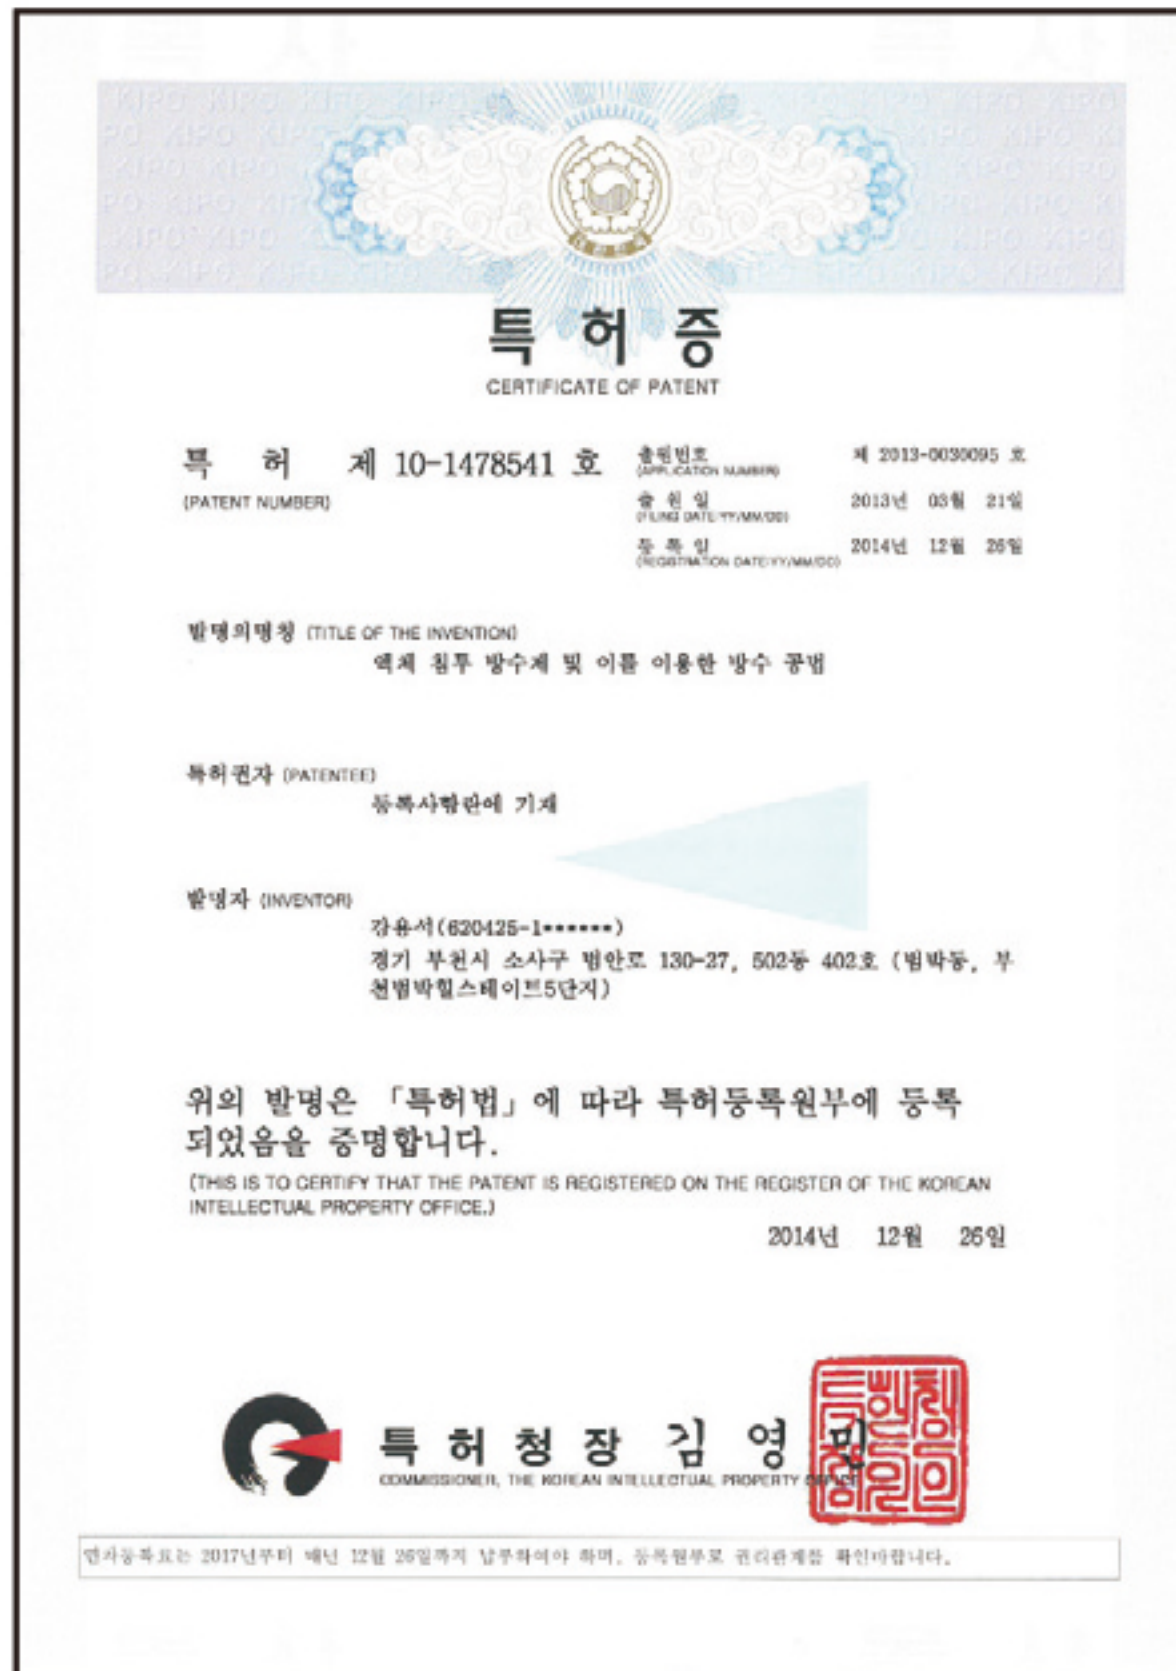 특 허 증
CERTIFICATE OF PATENT
특 허 제 10-1478541 호
(PATENT NUMBER)
출원번호 제 2013-0030095 호
(APPLICATION NUMBER)
출 원 일 2013년 03월 21일
(FILING DATE:YY/MM/DD)
등 록 일 2014년 12월 26일
(REGISTRATION DATE:YY/MM/DD)
발명의명칭 (TITLE OF THE INVENTION)
액체 침투 방수제 및 이를 이용한 방수 공법
특허권자 (PATENTEE)
등록사항란에 기재
발명자 (INVENTOR)
강용서(620425-1******)
경기 부천시 소사구 범안로 130-27, 502동 402호 (범박동, 부
천범박힐스테이트5단지)
위의 발명은 「특허법」에 따라 특허등록원부에 등록
되었음을 증명합니다.
(THIS IS TO CERTIFY THAT THE PATENT IS REGISTERED ON THE REGISTER OF THE KOREAN
INTELLECTUAL PROPERTY OFFICE.)
2014년 12월 26일
특 허 청 장 김 영 민
COMMISSIONER, THE KOREAN INTELLECTUAL PROPERTY OFFICE
연차등록료는 2017년부터 매년 12월 26일까지 납부하여야 하며, 등록원부로 권리관계를 확인바랍니다.